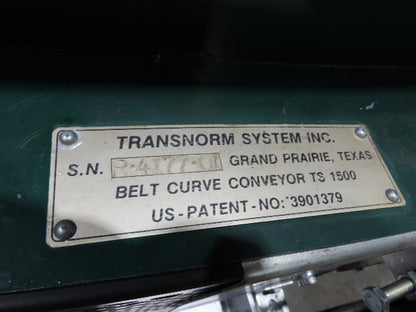 TRANSNORM SYSTEM INC.
S.N. GRAND PRAIRIE, TEXAS
BELT CURVE CONVEYOR TS 1500
US-PATENT-NO: 3901379